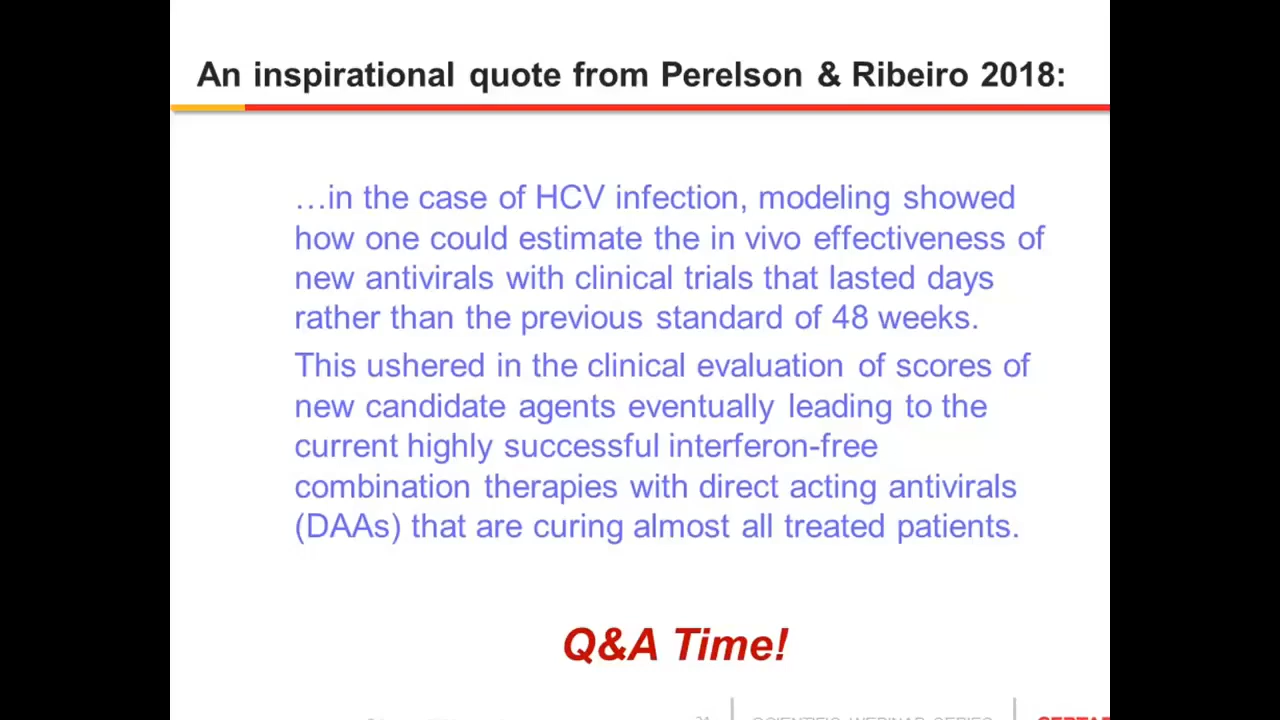 An inspirational quote from Perelson & Ribeiro 2018:
…in the case of HCV infection, modeling showed
how one could estimate the in vivo effectiveness of
new antivirals with clinical trials that lasted days
rather than the previous standard of 48 weeks.
This ushered in the clinical evaluation of scores of
new candidate agents eventually leading to the
current highly successful interferon-free
combination therapies with direct acting antivirals
(DAAs) that are curing almost all treated patients.
Q&A Time!
SCIENTIFIC WEBINAR SERIES